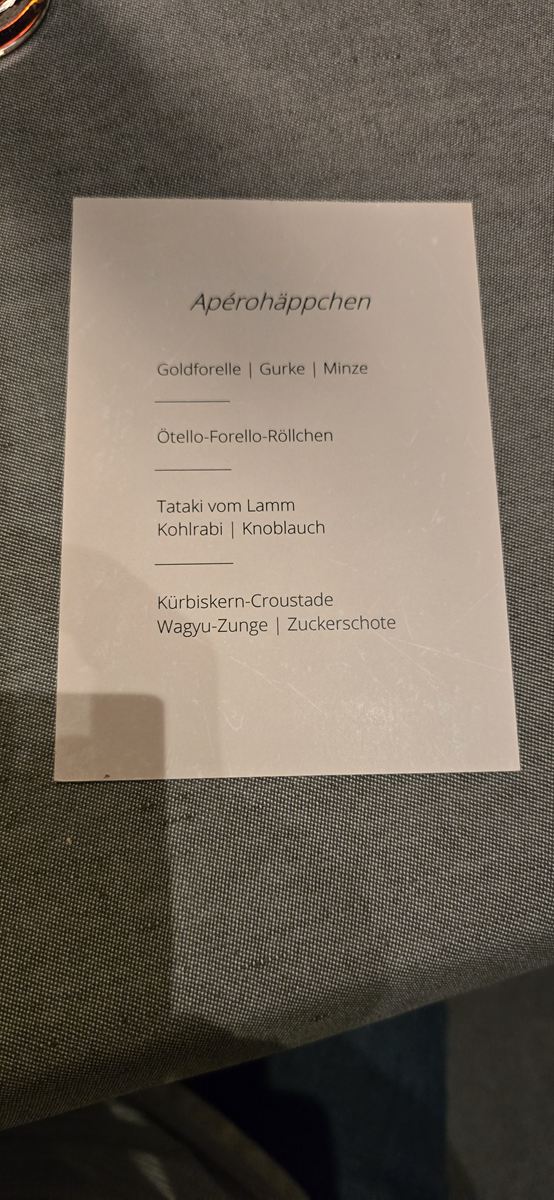 Apérohäppchen
Goldforelle | Gurke | Minze
Ötello-Forello-Röllchen
Tataki vom Lamm
Kohlrabi | Knoblauch
Kürbiskern-Croustade
Wagyu-Zunge | Zuckerschote